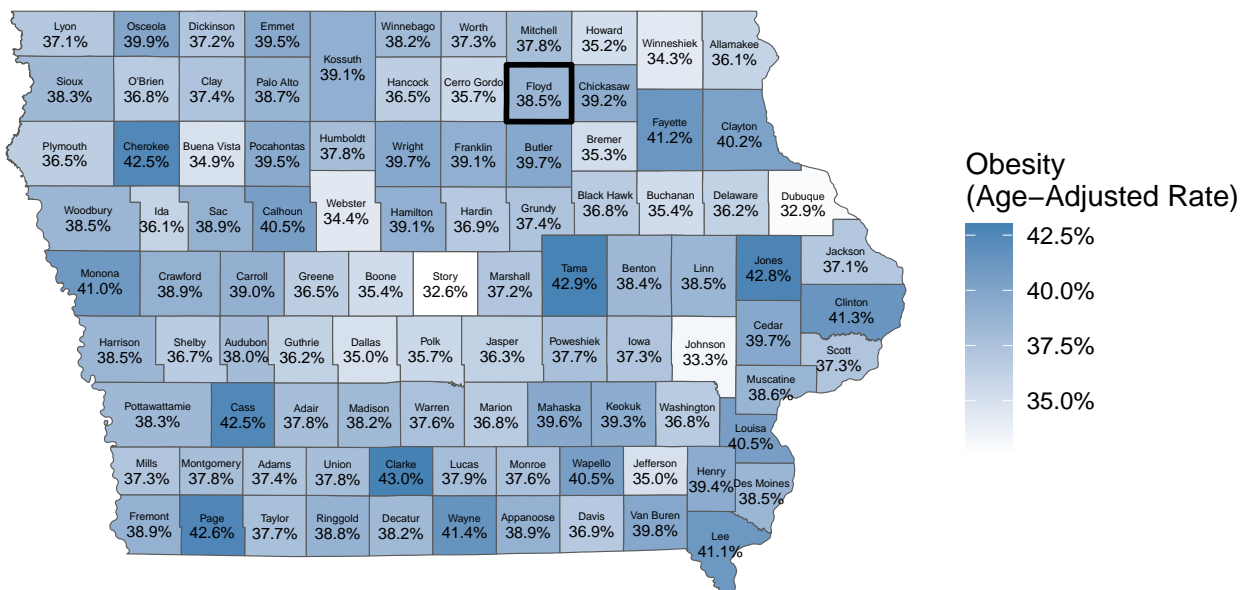 Lyon
37.1%
Osceola
39.9%
Dickinson
37.2%
Emmet
39.5%
Winnebago
38.2%
Worth
37.3%
Mitchell
37.8%
Howard
35.2%
Winneshiek
34.3%
Allamakee
36.1%
Kossuth
39.1%
Sioux
38.3%
O'Brien
36.8%
Clay
37.4%
Palo Alto
38.7%
Hancock
36.5%
Cerro Gordo
35.7%
Floyd
38.5%
Chickasaw
39.2%
Fayette
41.2%
Clayton
40.2%
Plymouth
36.5%
Cherokee
42.5%
Buena Vista
34.9%
Pocahontas
39.5%
Humboldt
37.8%
Wright
39.7%
Franklin
39.1%
Butler
39.7%
Bremer
35.3%
Woodbury
38.5%
Ida
36.1%
Sac
38.9%
Calhoun
40.5%
Webster
34.4%
Hamilton
39.1%
Hardin
36.9%
Grundy
37.4%
Black Hawk
36.8%
Buchanan
35.4%
Delaware
36.2%
Dubuque
32.9%
Monona
41.0%
Crawford
38.9%
Carroll
39.0%
Greene
36.5%
Boone
35.4%
Story
32.6%
Marshall
37.2%
Tama
42.9%
Benton
38.4%
Linn
38.5%
Jones
42.8%
Jackson
37.1%
Clinton
41.3%
Harrison
38.5%
Shelby
36.7%
Audubon
38.0%
Guthrie
36.2%
Dallas
35.0%
Polk
35.7%
Jasper
36.3%
Poweshiek
37.7%
Iowa
37.3%
Johnson
33.3%
Cedar
39.7%
Scott
37.3%
Muscatine
38.6%
Pottawattamie
38.3%
Cass
42.5%
Adair
37.8%
Madison
38.2%
Warren
37.6%
Marion
36.8%
Mahaska
39.6%
Keokuk
39.3%
Washington
36.8%
Louisa
40.5%
Mills
37.3%
Montgomery
37.8%
Adams
37.4%
Union
37.8%
Clarke
43.0%
Lucas
37.9%
Monroe
37.6%
Wapello
40.5%
Jefferson
35.0%
Henry
39.4%
Des Moines
38.5%
Fremont
38.9%
Page
42.6%
Taylor
37.7%
Ringgold
38.8%
Decatur
38.2%
Wayne
41.4%
Appanoose
38.9%
Davis
36.9%
Van Buren
39.8%
Lee
41.1%
Obesity
(Age−Adjusted Rate)
42.5%
40.0%
37.5%
35.0%